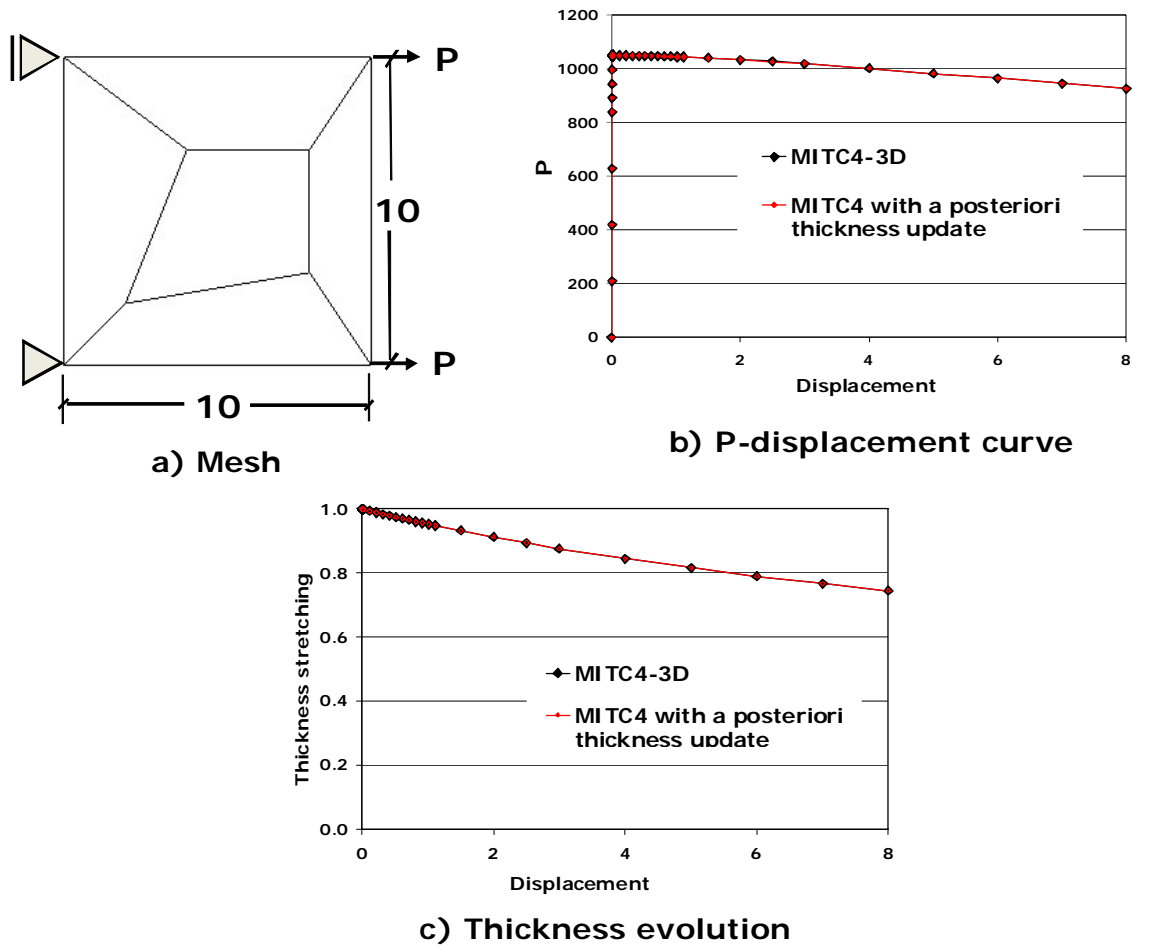 P
10
P
10
a) Mesh
1200
1000
800
600
400
200
0
P
0
2
4
6
8
Displacement
MITC4-3D
MITC4 with a posteriori
thickness update
b) P-displacement curve
1.0
0.8
0.6
0.4
0.2
0.0
Thickness stretching
0
2
4
6
8
Displacement
MITC4-3D
MITC4 with a posteriori
thickness update
c) Thickness evolution